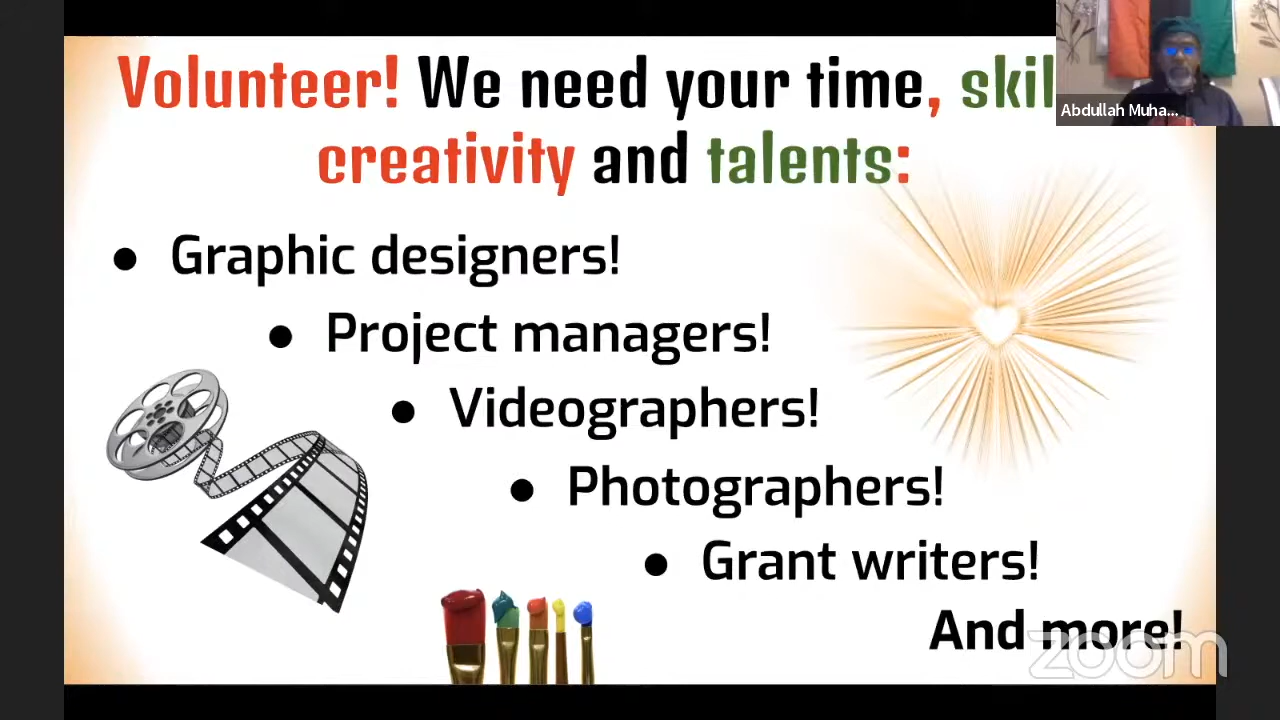 Volunteer! We need your time, skil
creativity and talents:
Abdullah Muha...
● Graphic designers!
● Project managers!
● Videographers!
● Photographers!
● Grant writers!
And more!
zoom